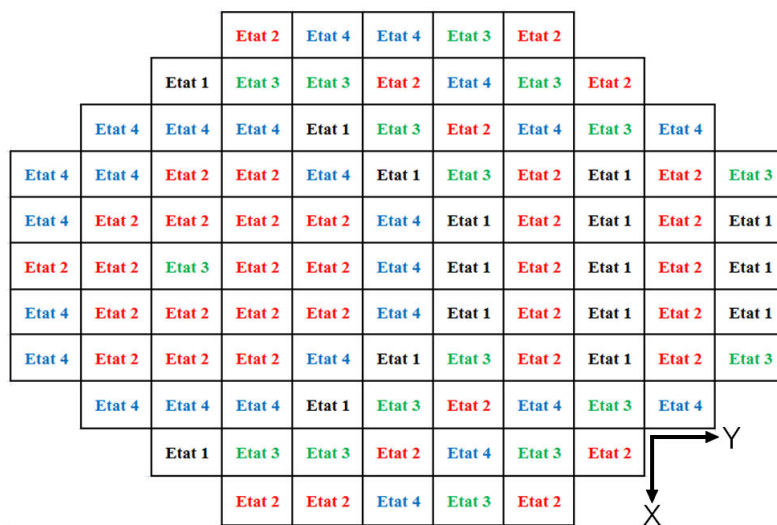 Etat 2 Etat 4 Etat 4 Etat 3 Etat 2
Etat 1 Etat 3 Etat 3 Etat 2 Etat 4 Etat 3 Etat 2
Etat 4 Etat 4 Etat 4 Etat 1 Etat 3 Etat 2 Etat 4 Etat 3 Etat 4
Etat 4 Etat 4 Etat 2 Etat 2 Etat 4 Etat 1 Etat 3 Etat 2 Etat 1 Etat 2 Etat 3
Etat 4 Etat 2 Etat 2 Etat 2 Etat 2 Etat 4 Etat 1 Etat 2 Etat 1 Etat 2 Etat 1
Etat 2 Etat 2 Etat 3 Etat 2 Etat 2 Etat 4 Etat 1 Etat 2 Etat 1 Etat 2 Etat 1
Etat 4 Etat 2 Etat 2 Etat 2 Etat 2 Etat 4 Etat 1 Etat 2 Etat 1 Etat 2 Etat 1
Etat 4 Etat 2 Etat 2 Etat 2 Etat 4 Etat 1 Etat 3 Etat 2 Etat 1 Etat 2 Etat 3
Etat 4 Etat 4 Etat 4 Etat 1 Etat 3 Etat 2 Etat 4 Etat 3 Etat 4
Etat 1 Etat 3 Etat 3 Etat 2 Etat 4 Etat 3 Etat 2
Y
Etat 2 Etat 2 Etat 4 Etat 3 Etat 2
X